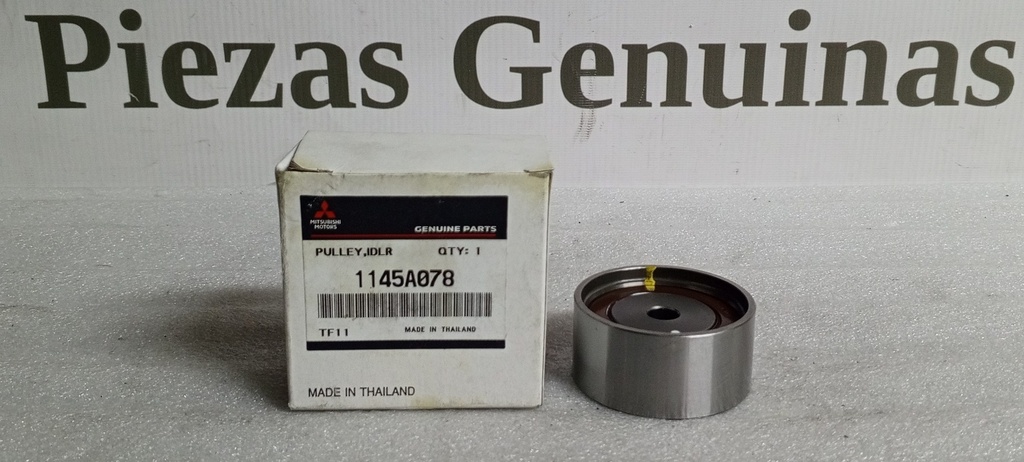 Piezas Genuinas
MITSUBISHI
MOTORS
GENUINE PARTS
PULLEY,IDLR QTY: 1
1145A078
TF11 MADE IN THAILAND
MADE IN THAILAND